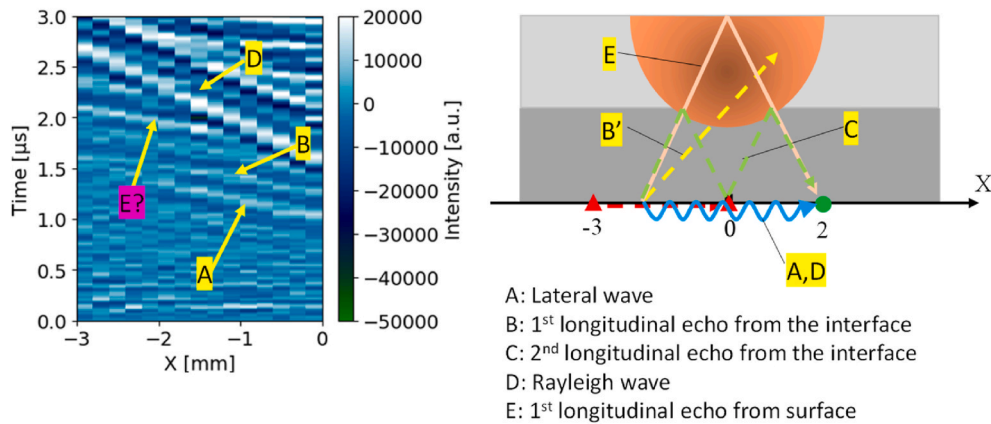 3.0
2.5
2.0
1.5
1.0
0.5
0.0
Time [µs]
−3
−2
−1
0
X [mm]
D
B
E?
A
20000
10000
0
−10000
−20000
−30000
−40000
−50000
Intensity [a.u.]
E
B’
C
X
-3
0
2
A,D
A: Lateral wave
B: 1st longitudinal echo from the interface
C: 2nd longitudinal echo from the interface
D: Rayleigh wave
E: 1st longitudinal echo from surface